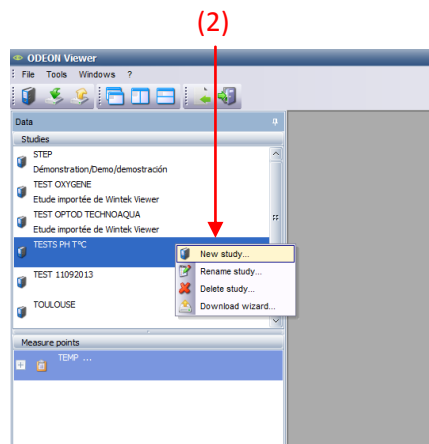 (2)
ODEON Viewer
File Tools Windows ?
Data
Studies
STEP
Démonstration/Demo/demostración
TEST OXYGENE
Etude importée de Wintek Viewer
TEST OPTOD TECHNOAQUA
Etude importée de Wintek Viewer
TESTS PH TºC
New study...
Rename study...
TEST 11092013
Delete study...
TOULOUSE
Download wizard...
Measure points
TEMP ...